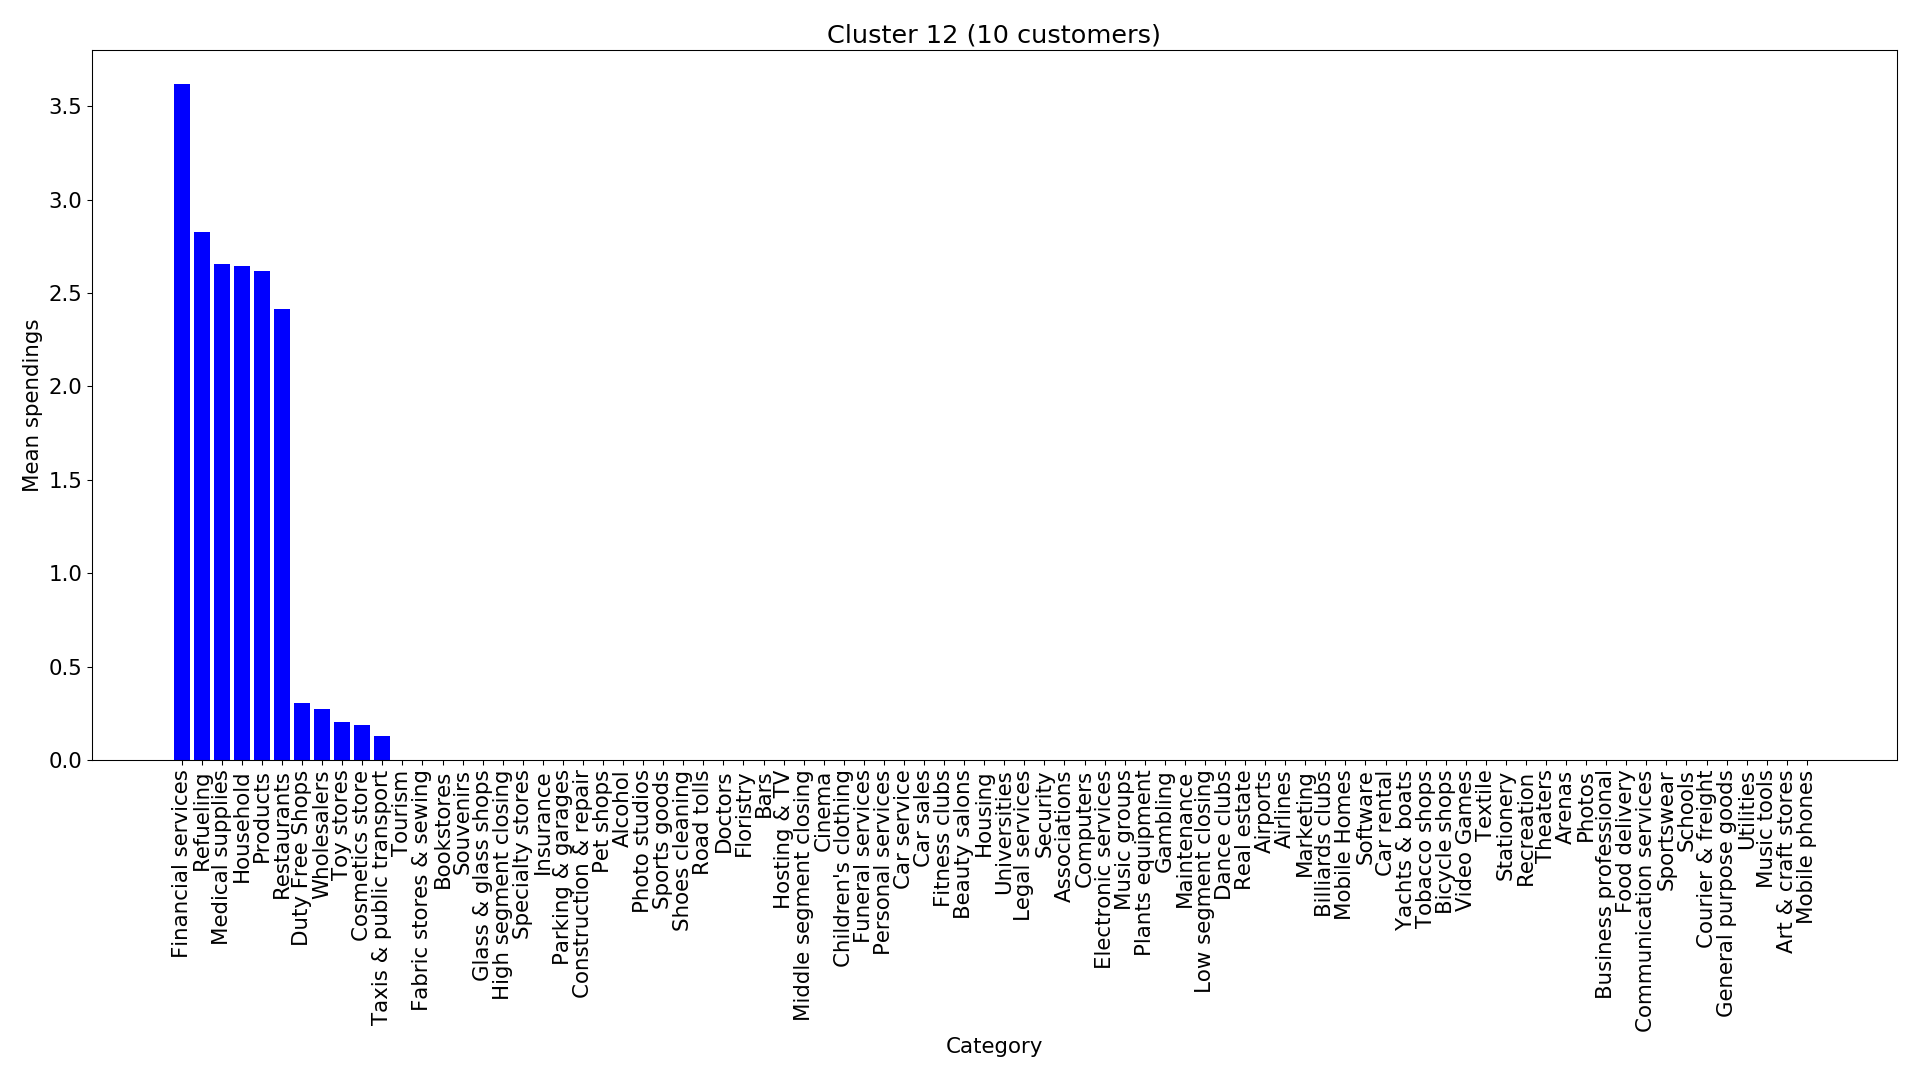 Cluster 12 (10 customers)
Mean spendings
3.5
3.0
2.5
2.0
1.5
1.0
0.5
0.0
Financial services
Refueling
Medical supplies
Household
Products
Restaurants
Duty Free Shops
Wholesalers
Toy stores
Cosmetics store
Taxis & public transport
Tourism
Fabric stores & sewing
Bookstores
Souvenirs
Glass & glass shops
High segment closing
Specialty stores
Insurance
Parking & garages
Construction & repair
Pet shops
Alcohol
Photo studios
Sports goods
Shoes cleaning
Road tolls
Doctors
Floristry
Bars
Hosting & TV
Middle segment closing
Cinema
Children's clothing
Funeral services
Personal services
Car service
Car sales
Fitness clubs
Beauty salons
Housing
Universities
Legal services
Security
Associations
Computers
Electronic services
Music groups
Plants equipment
Gambling
Maintenance
Low segment closing
Dance clubs
Real estate
Airports
Airlines
Marketing
Billiards clubs
Mobile Homes
Software
Car rental
Yachts & boats
Tobacco shops
Bicycle shops
Video Games
Textile
Stationery
Recreation
Theaters
Arenas
Photos
Business professional
Food delivery
Communication services
Sportswear
Schools
Courier & freight
General purpose goods
Utilities
Music tools
Art & craft stores
Mobile phones
Category